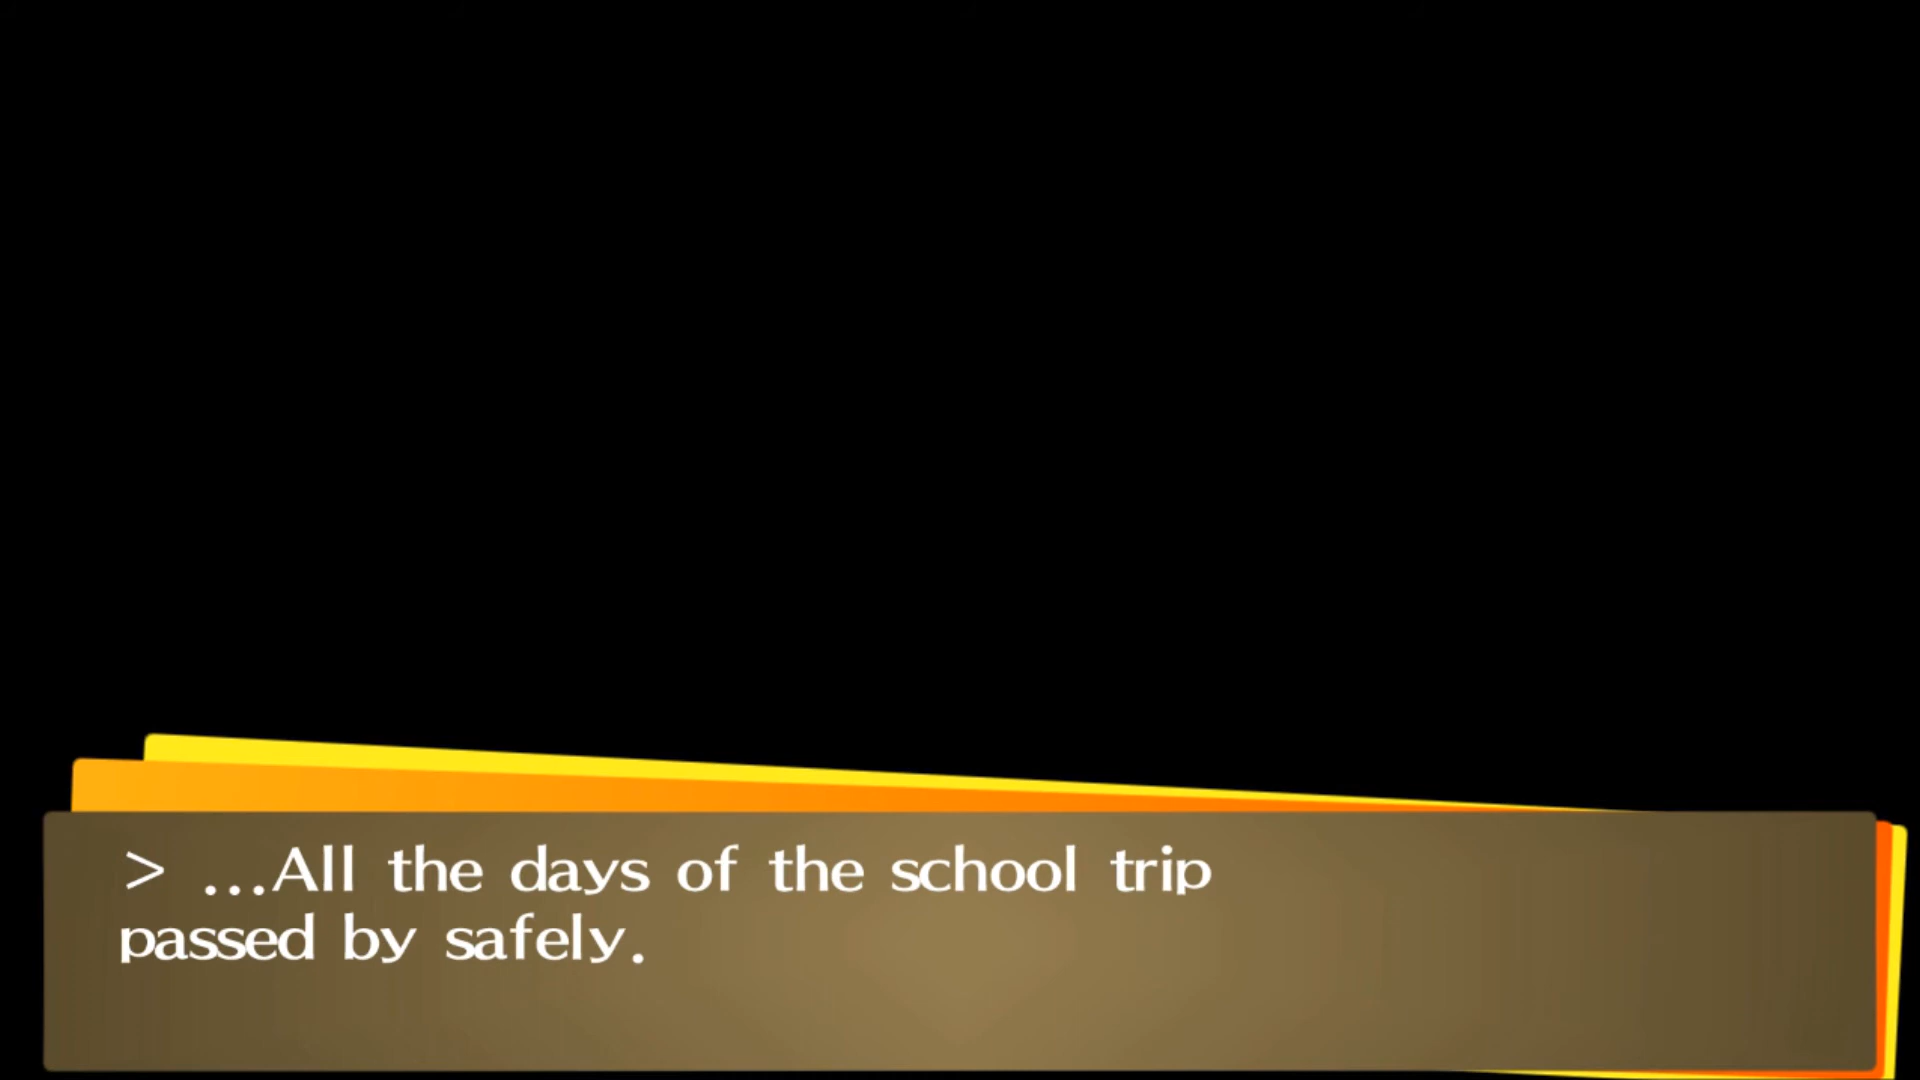 > ...All the days of the school trip
passed by safely.